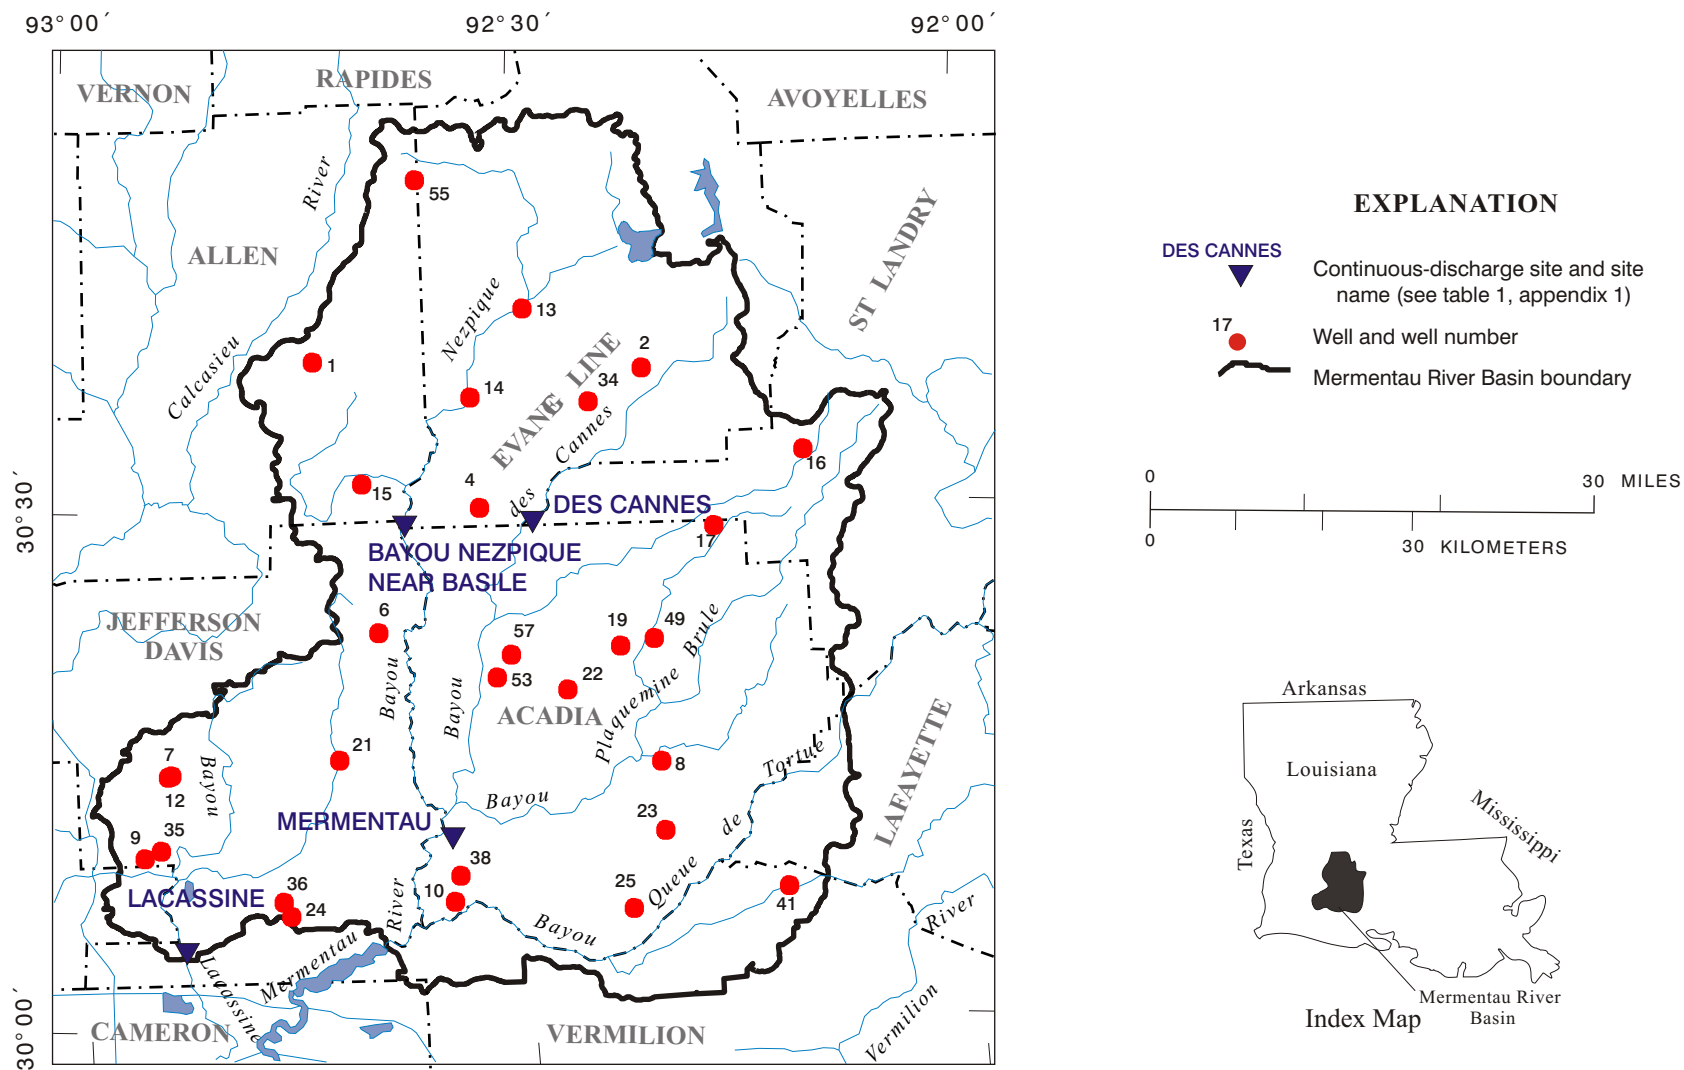 93° 00′
92° 30′
92° 00′
VERNON
RAPIDES
AVOYELLES
River
55
ALLEN
ST LANDRY
Nezpique
13
Calcasieu
1
2
34
14
EVANGELINE
Cannes
16
15
4
des
DES CANNES
17
30° 30′
BAYOU NEZPIQUE
NEAR BASILE
JEFFERSON
DAVIS
6
57
53
19
49
Brule
22
Bayou
Bayou
ACADIA
Plaquemine
LAFAYETTE
7
12
Bayou
21
8
Tortue
Bayou
MERMENTAU
23
de
9
35
38
LACASSINE
36
24
10
25
Queue
41
River
Bayou
River
Mermentau
Lacassine
CAMERON
VERMILION
Vermilion
30° 00′
EXPLANATION
DES CANNES
Continuous-discharge site and site
name (see table 1, appendix 1)
17
Well and well number
Mermentau River Basin boundary
0
30 MILES
0
30 KILOMETERS
Arkansas
Louisiana
Texas
Mississippi
Mermentau River
Basin
Index Map